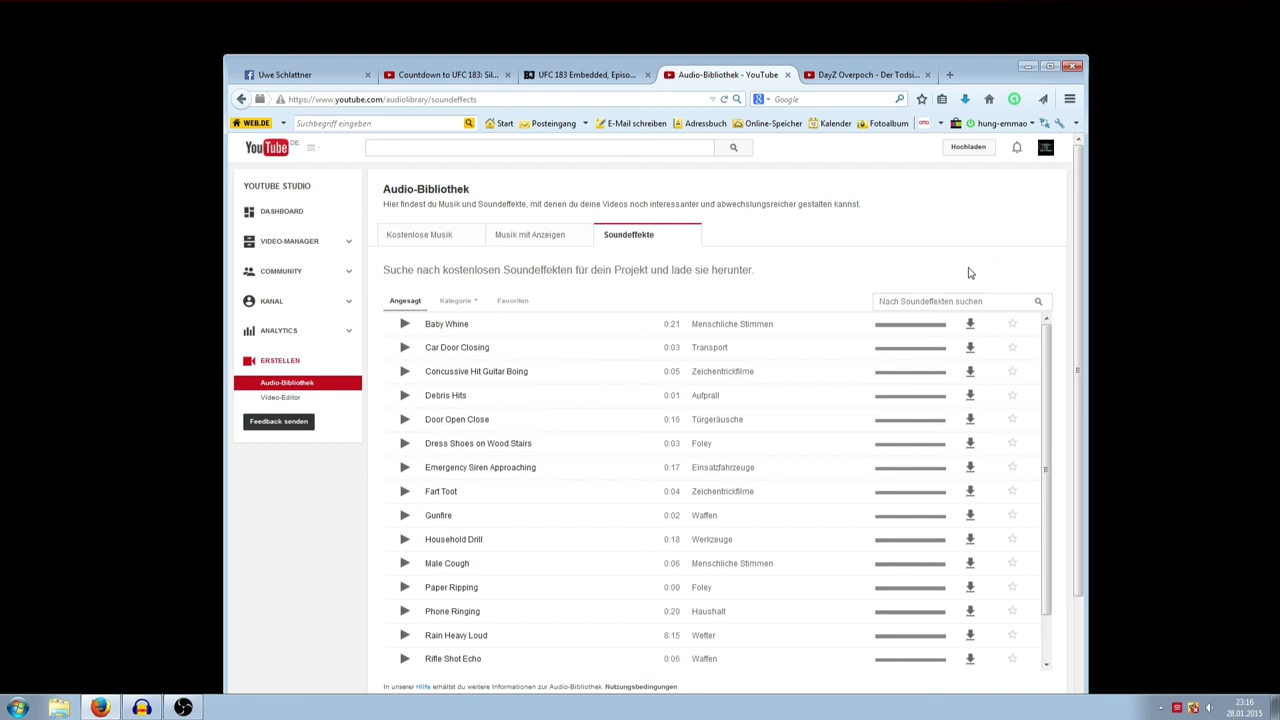 Uwe Schlattner
Countdown to UFC 183: Sil...
UFC 183 Embedded, Episo...
Audio-Bibliothek - YouTube
DayZ Overpoch - Der Todsi...
https://www.youtube.com/audiolibrary/soundeffects
Google
WEB.DE
Suchbegriff eingeben
Start
Posteingang
E-Mail schreiben
Adressbuch
Online-Speicher
Kalender
Fotoalbum
OTTO
hung-emmao
YouTube DE
Hochladen
YOUTUBE STUDIO
DASHBOARD
VIDEO-MANAGER
COMMUNITY
KANAL
ANALYTICS
ERSTELLEN
Audio-Bibliothek
Video-Editor
Feedback senden
Audio-Bibliothek
Hier findest du Musik und Soundeffekte, mit denen du deine Videos noch interessanter und abwechslungsreicher gestalten kannst.
Kostenlose Musik
Musik mit Anzeigen
Soundeffekte
Suche nach kostenlosen Soundeffekten für dein Projekt und lade sie herunter.
Angesagt
Kategorie
Favoriten
Nach Soundeffekten suchen
Baby Whine 0:21 Menschliche Stimmen
Car Door Closing 0:03 Transport
Concussive Hit Guitar Boing 0:05 Zeichentrickfilme
Debris Hits 0:01 Aufprall
Door Open Close 0:16 Türgeräusche
Dress Shoes on Wood Stairs 0:03 Foley
Emergency Siren Approaching 0:17 Einsatzfahrzeuge
Fart Toot 0:04 Zeichentrickfilme
Gunfire 0:02 Waffen
Household Drill 0:18 Werkzeuge
Male Cough 0:06 Menschliche Stimmen
Paper Ripping 0:00 Foley
Phone Ringing 0:20 Haushalt
Rain Heavy Loud 8:15 Wetter
Rifle Shot Echo 0:06 Waffen
In unserer Hilfe erhältst du weitere Informationen zur Audio-Bibliothek. Nutzungsbedingungen
23:16
28.01.2015